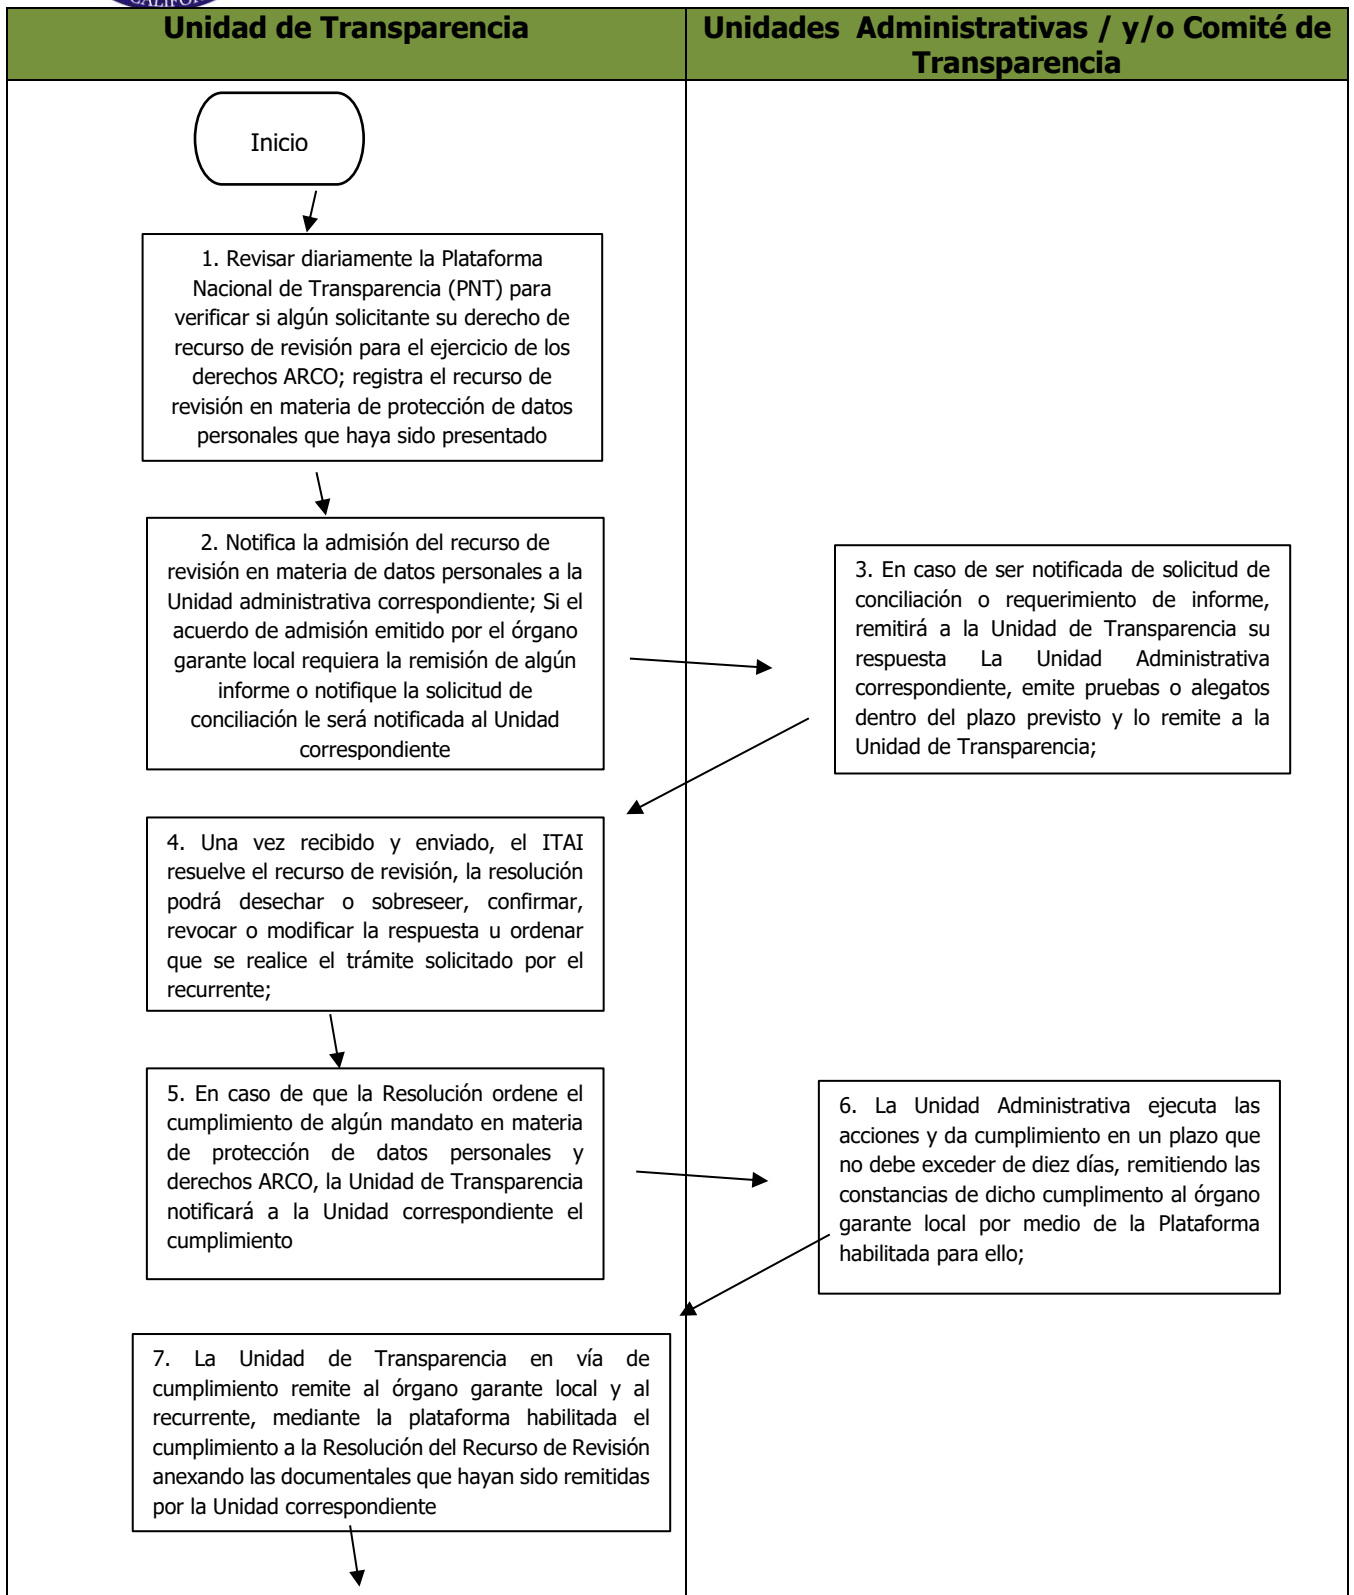 CALIFOR
Unidad de Transparencia
Unidades Administrativas / y/o Comité de
Transparencia
Inicio
1. Revisar diariamente la Plataforma
Nacional de Transparencia (PNT) para
verificar si algún solicitante su derecho de
recurso de revisión para el ejercicio de los
derechos ARCO; registra el recurso de
revisión en materia de protección de datos
personales que haya sido presentado
2. Notifica la admisión del recurso de
revisión en materia de datos personales a la
Unidad administrativa correspondiente; Si el
acuerdo de admisión emitido por el órgano
garante local requiera la remisión de algún
informe o notifique la solicitud de
conciliación le será notificada al Unidad
correspondiente
3. En caso de ser notificada de solicitud de
conciliación o requerimiento de informe,
remitirá a la Unidad de Transparencia su
respuesta La Unidad Administrativa
correspondiente, emite pruebas o alegatos
dentro del plazo previsto y lo remite a la
Unidad de Transparencia;
4. Una vez recibido y enviado, el ITAI
resuelve el recurso de revisión, la resolución
podrá desechar o sobreseer, confirmar,
revocar o modificar la respuesta u ordenar
que se realice el trámite solicitado por el
recurrente;
5. En caso de que la Resolución ordene el
cumplimiento de algún mandato en materia
de protección de datos personales y
derechos ARCO, la Unidad de Transparencia
notificará a la Unidad correspondiente el
cumplimiento
6. La Unidad Administrativa ejecuta las
acciones y da cumplimiento en un plazo que
no debe exceder de diez días, remitiendo las
constancias de dicho cumplimento al órgano
garante local por medio de la Plataforma
habilitada para ello;
7. La Unidad de Transparencia en vía de
cumplimiento remite al órgano garante local y al
recurrente, mediante la plataforma habilitada el
cumplimiento a la Resolución del Recurso de Revisión
anexando las documentales que hayan sido remitidas
por la Unidad correspondiente